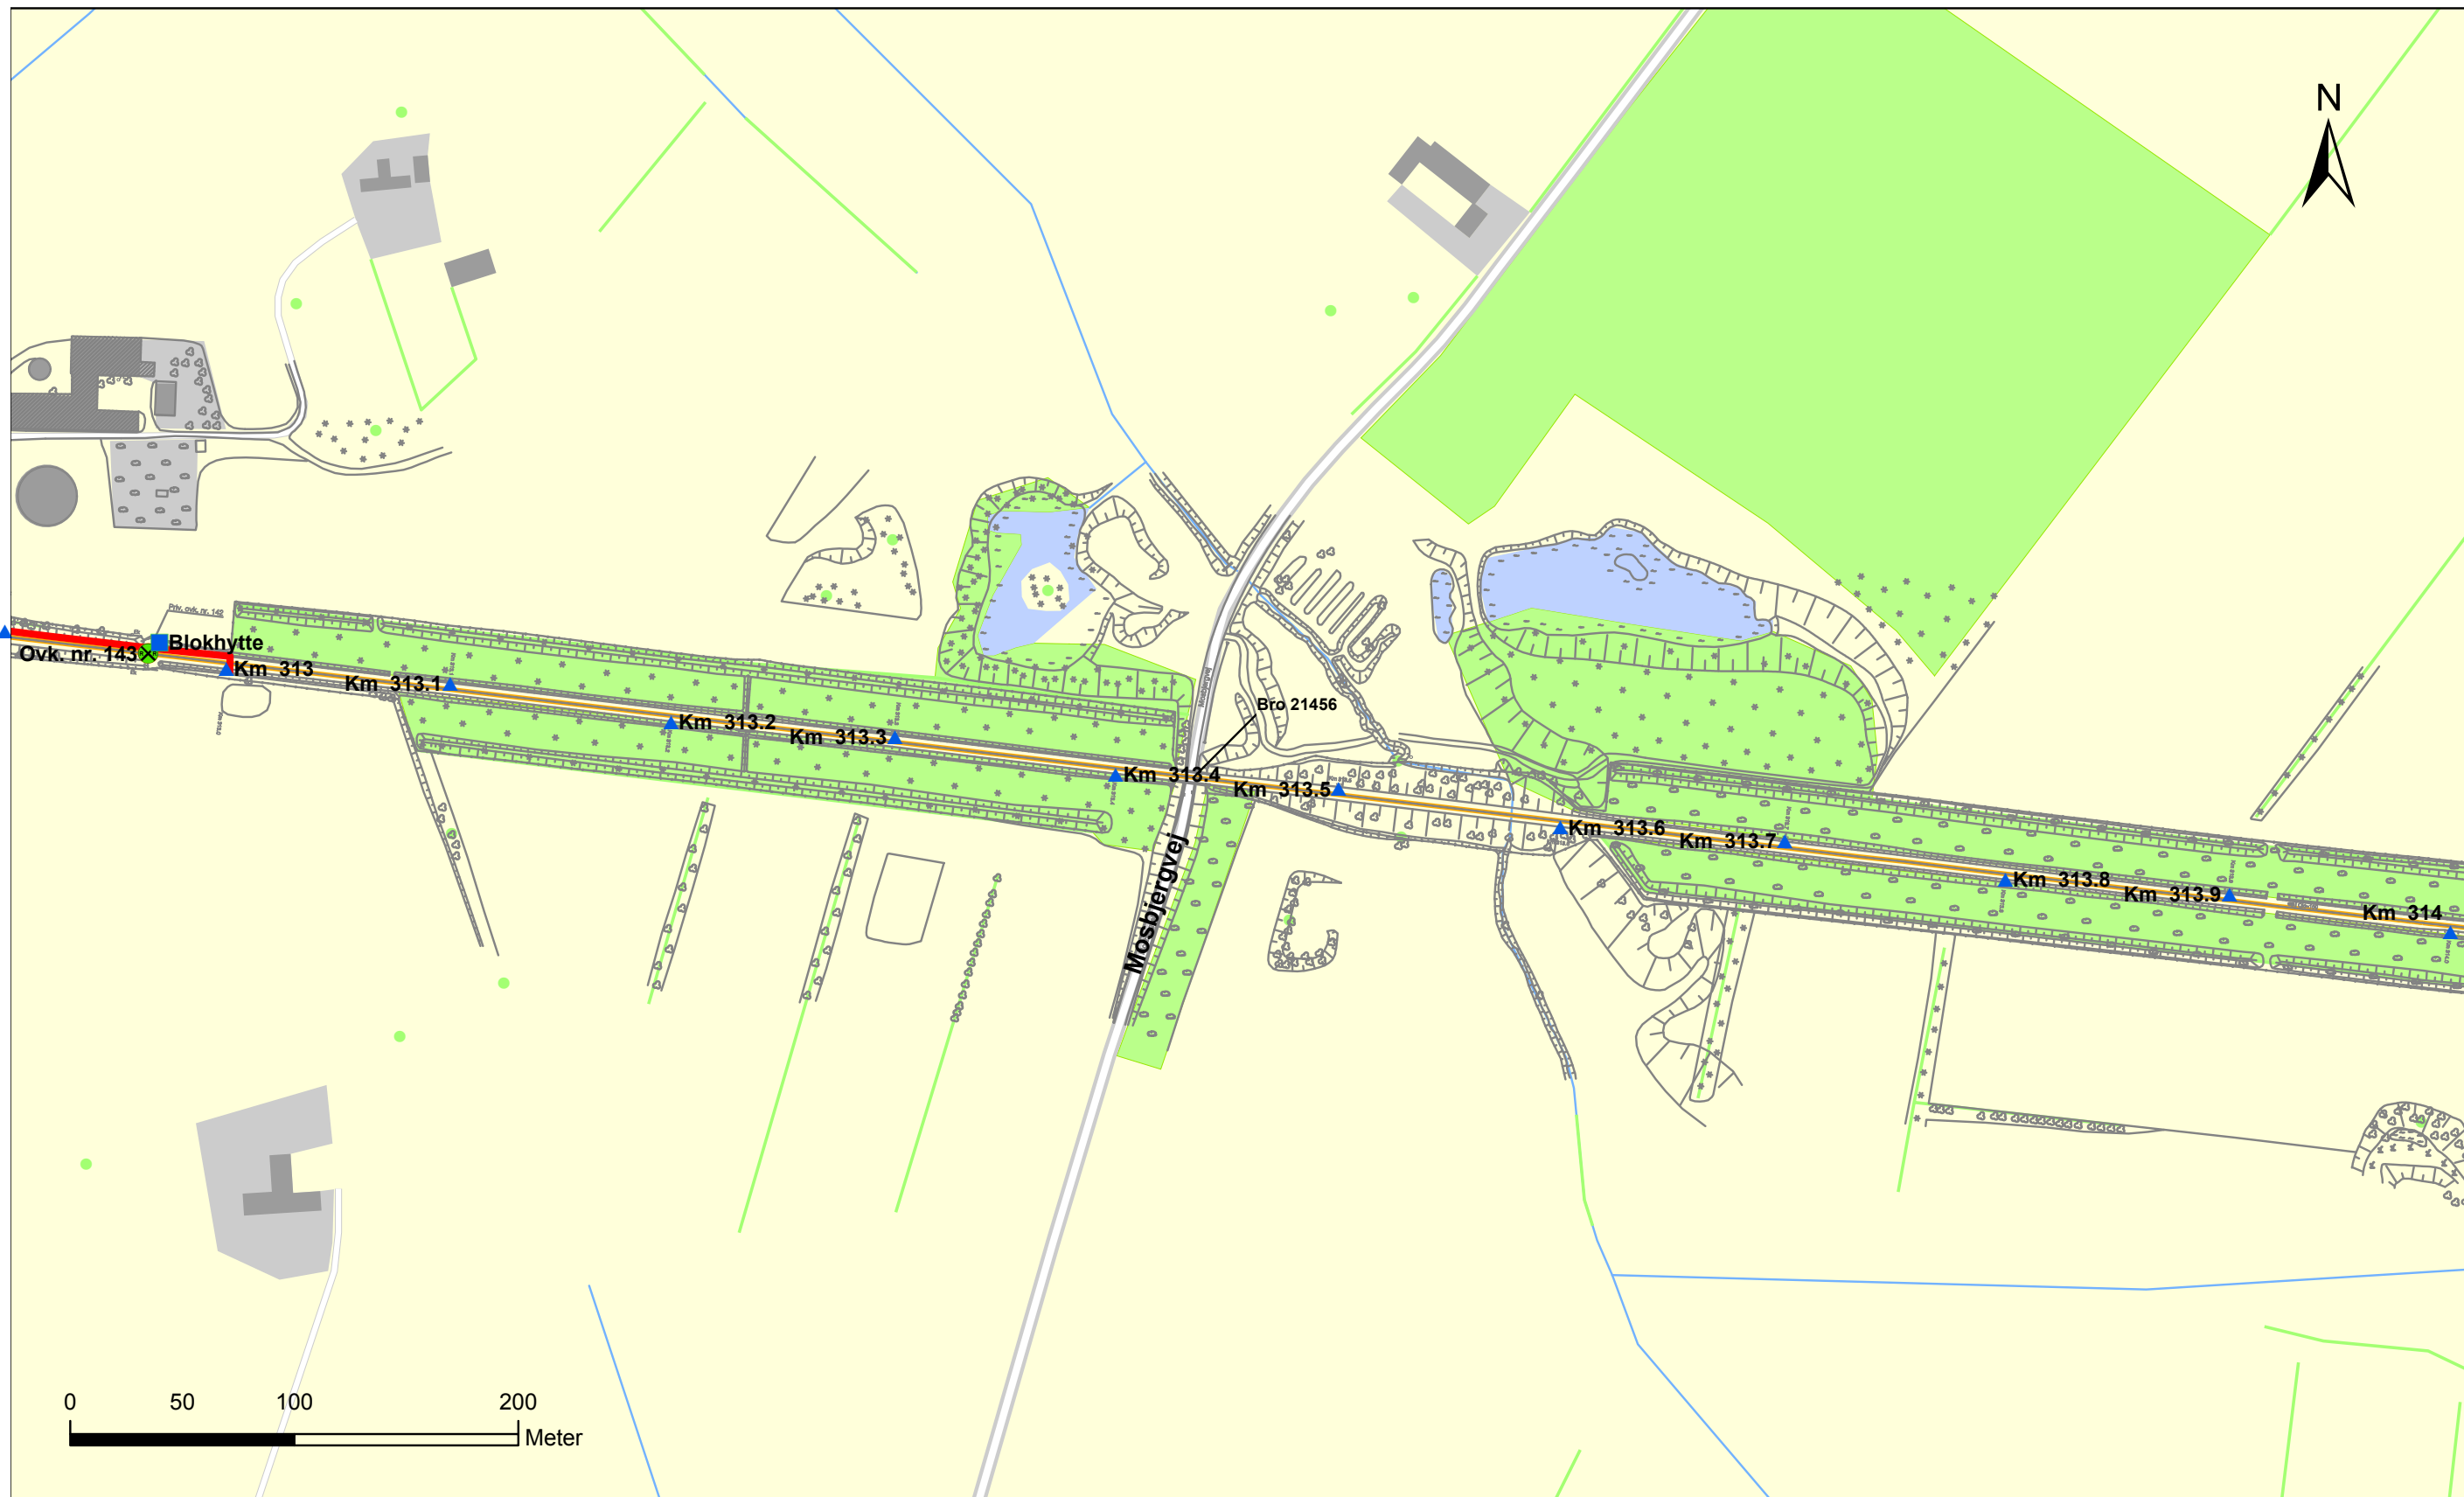 N
Priv. ovk. nr. 142
Blokhytte
Ovk. nr. 143
Km 313
Km 313.1
Km 313.2
Km 313.3
Km 313.4
Bro 21456
Km 313.5
Km 313.6
Km 313.7
Km 313.8
Km 313.9
Km 314
Mosbjergvej
Mosbjergvej
0 50 100 200
Meter